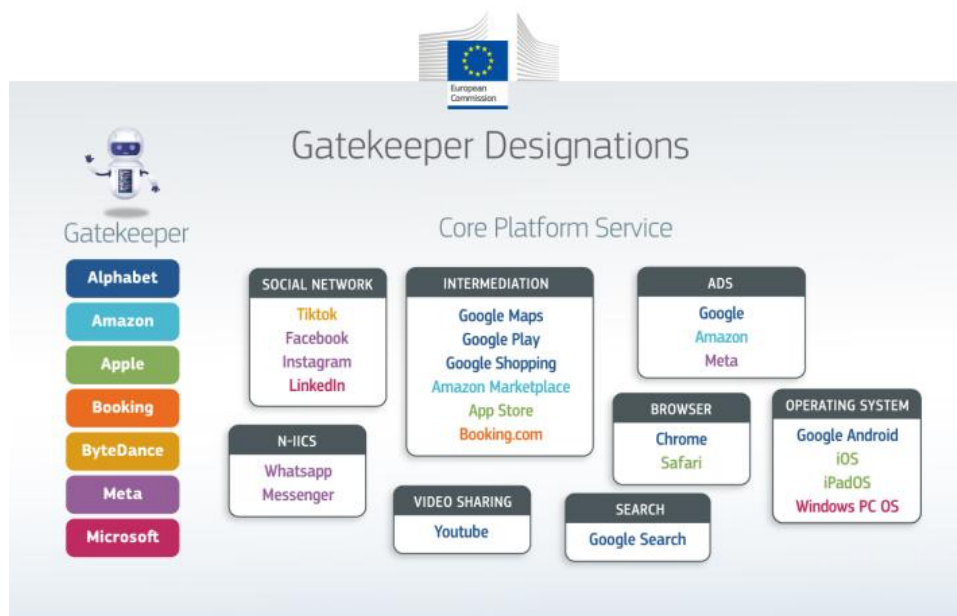 European
Commission
Gatekeeper Designations
Gatekeeper
Alphabet
Amazon
Apple
Booking
ByteDance
Meta
Microsoft
Core Platform Service
SOCIAL NETWORK
Tiktok
Facebook
Instagram
LinkedIn
INTERMEDIATION
Google Maps
Google Play
Google Shopping
Amazon Marketplace
App Store
Booking.com
ADS
Google
Amazon
Meta
N-IICS
Whatsapp
Messenger
BROWSER
Chrome
Safari
OPERATING SYSTEM
Google Android
iOS
iPadOS
Windows PC OS
VIDEO SHARING
Youtube
SEARCH
Google Search